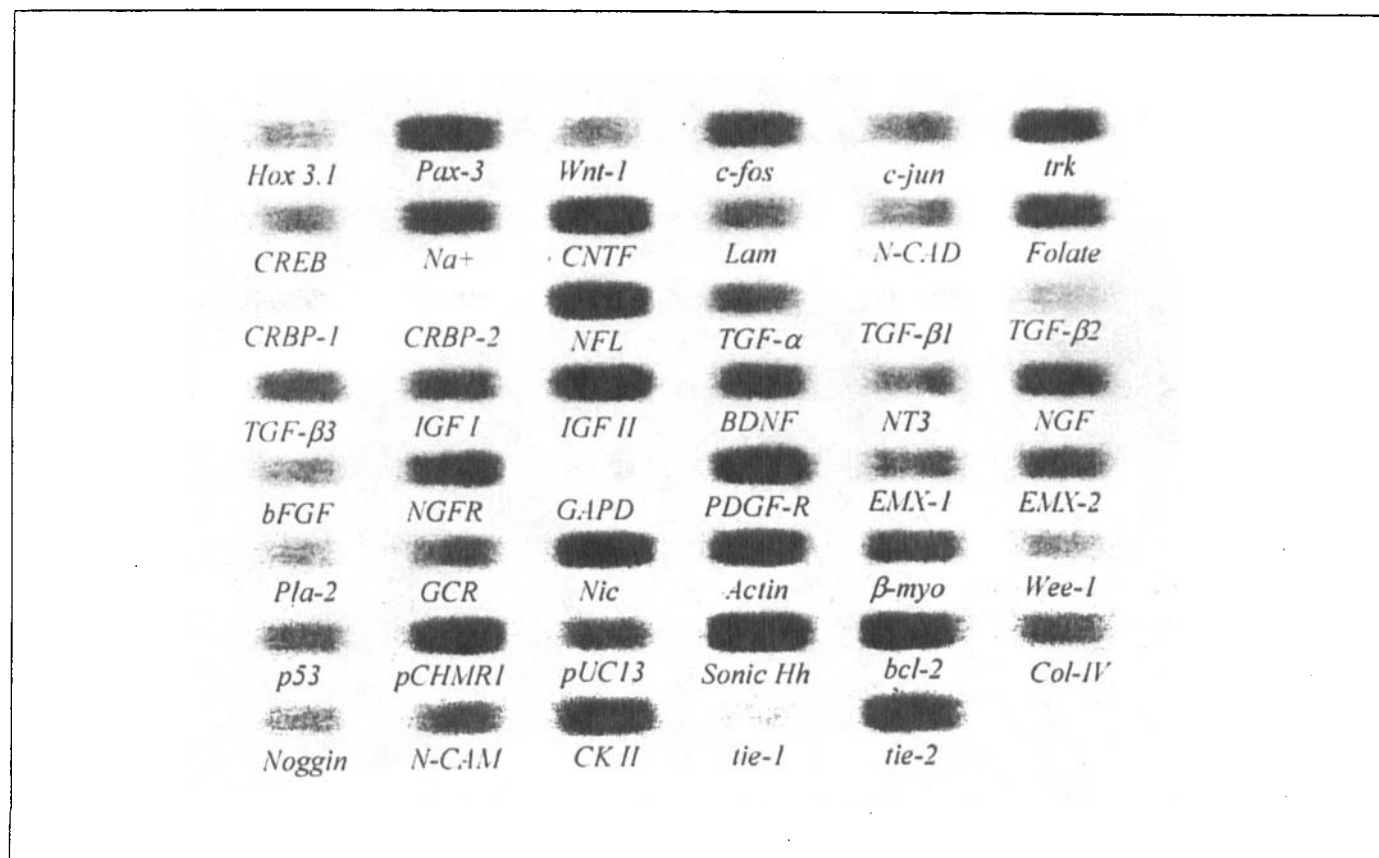 Hox 3.1 Pax-3 Wnt-1 c-fos c-jun trk
CREB Na+ CNTF Lam N-CAD Folate
CRBP-1 CRBP-2 NFL TGF-α TGF-β1 TGF-β2
TGF-β3 IGF I IGF II BDNF NT3 NGF
bFGF NGFR GAPD PDGF-R EMX-1 EMX-2
Pla-2 GCR Nic Actin β-myo Wee-1
p53 pCHMR1 pUC13 Sonic Hh bcl-2 Col-IV
Noggin N-CAM CK II tie-1 tie-2